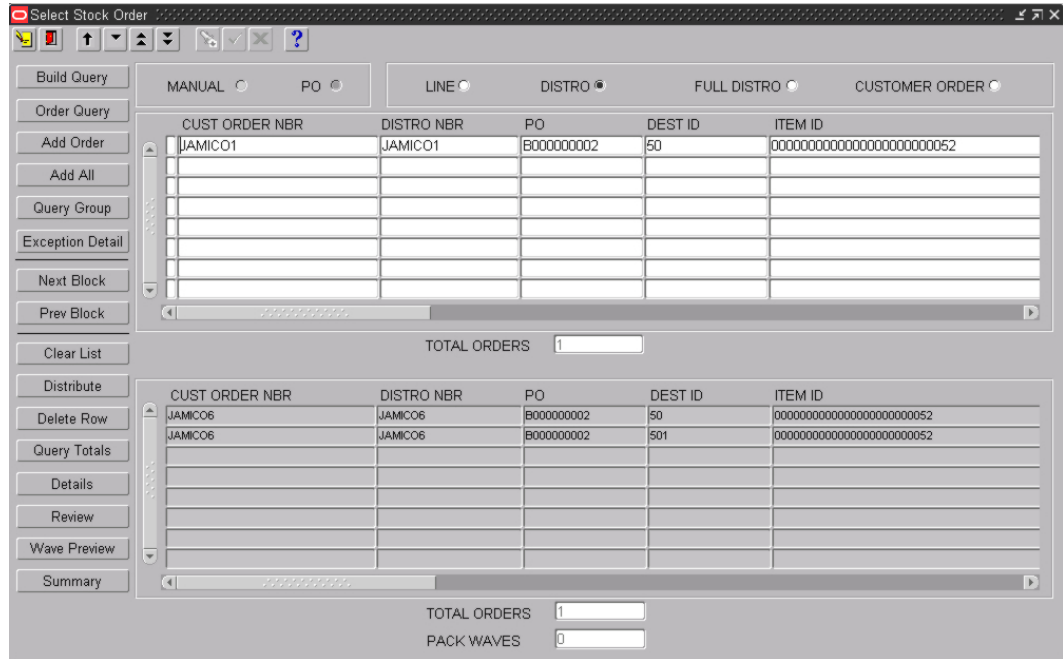 Select Stock Order
?
Build Query
Order Query
Add Order
Add All
Query Group
Exception Detail
Next Block
Prev Block
Clear List
Distribute
Delete Row
Query Totals
Details
Review
Wave Preview
Summary
MANUAL PO LINE DISTRO FULL DISTRO CUSTOMER ORDER
CUST ORDER NBR DISTRO NBR PO DEST ID ITEM ID
JAMICO1 JAMICO1 B000000002 50 0000000000000000000000052
TOTAL ORDERS 1
CUST ORDER NBR DISTRO NBR PO DEST ID ITEM ID
JAMICO6 JAMICO6 B000000002 50 0000000000000000000000052
JAMICO6 JAMICO6 B000000002 501 0000000000000000000000052
TOTAL ORDERS 1
PACK WAVES 0